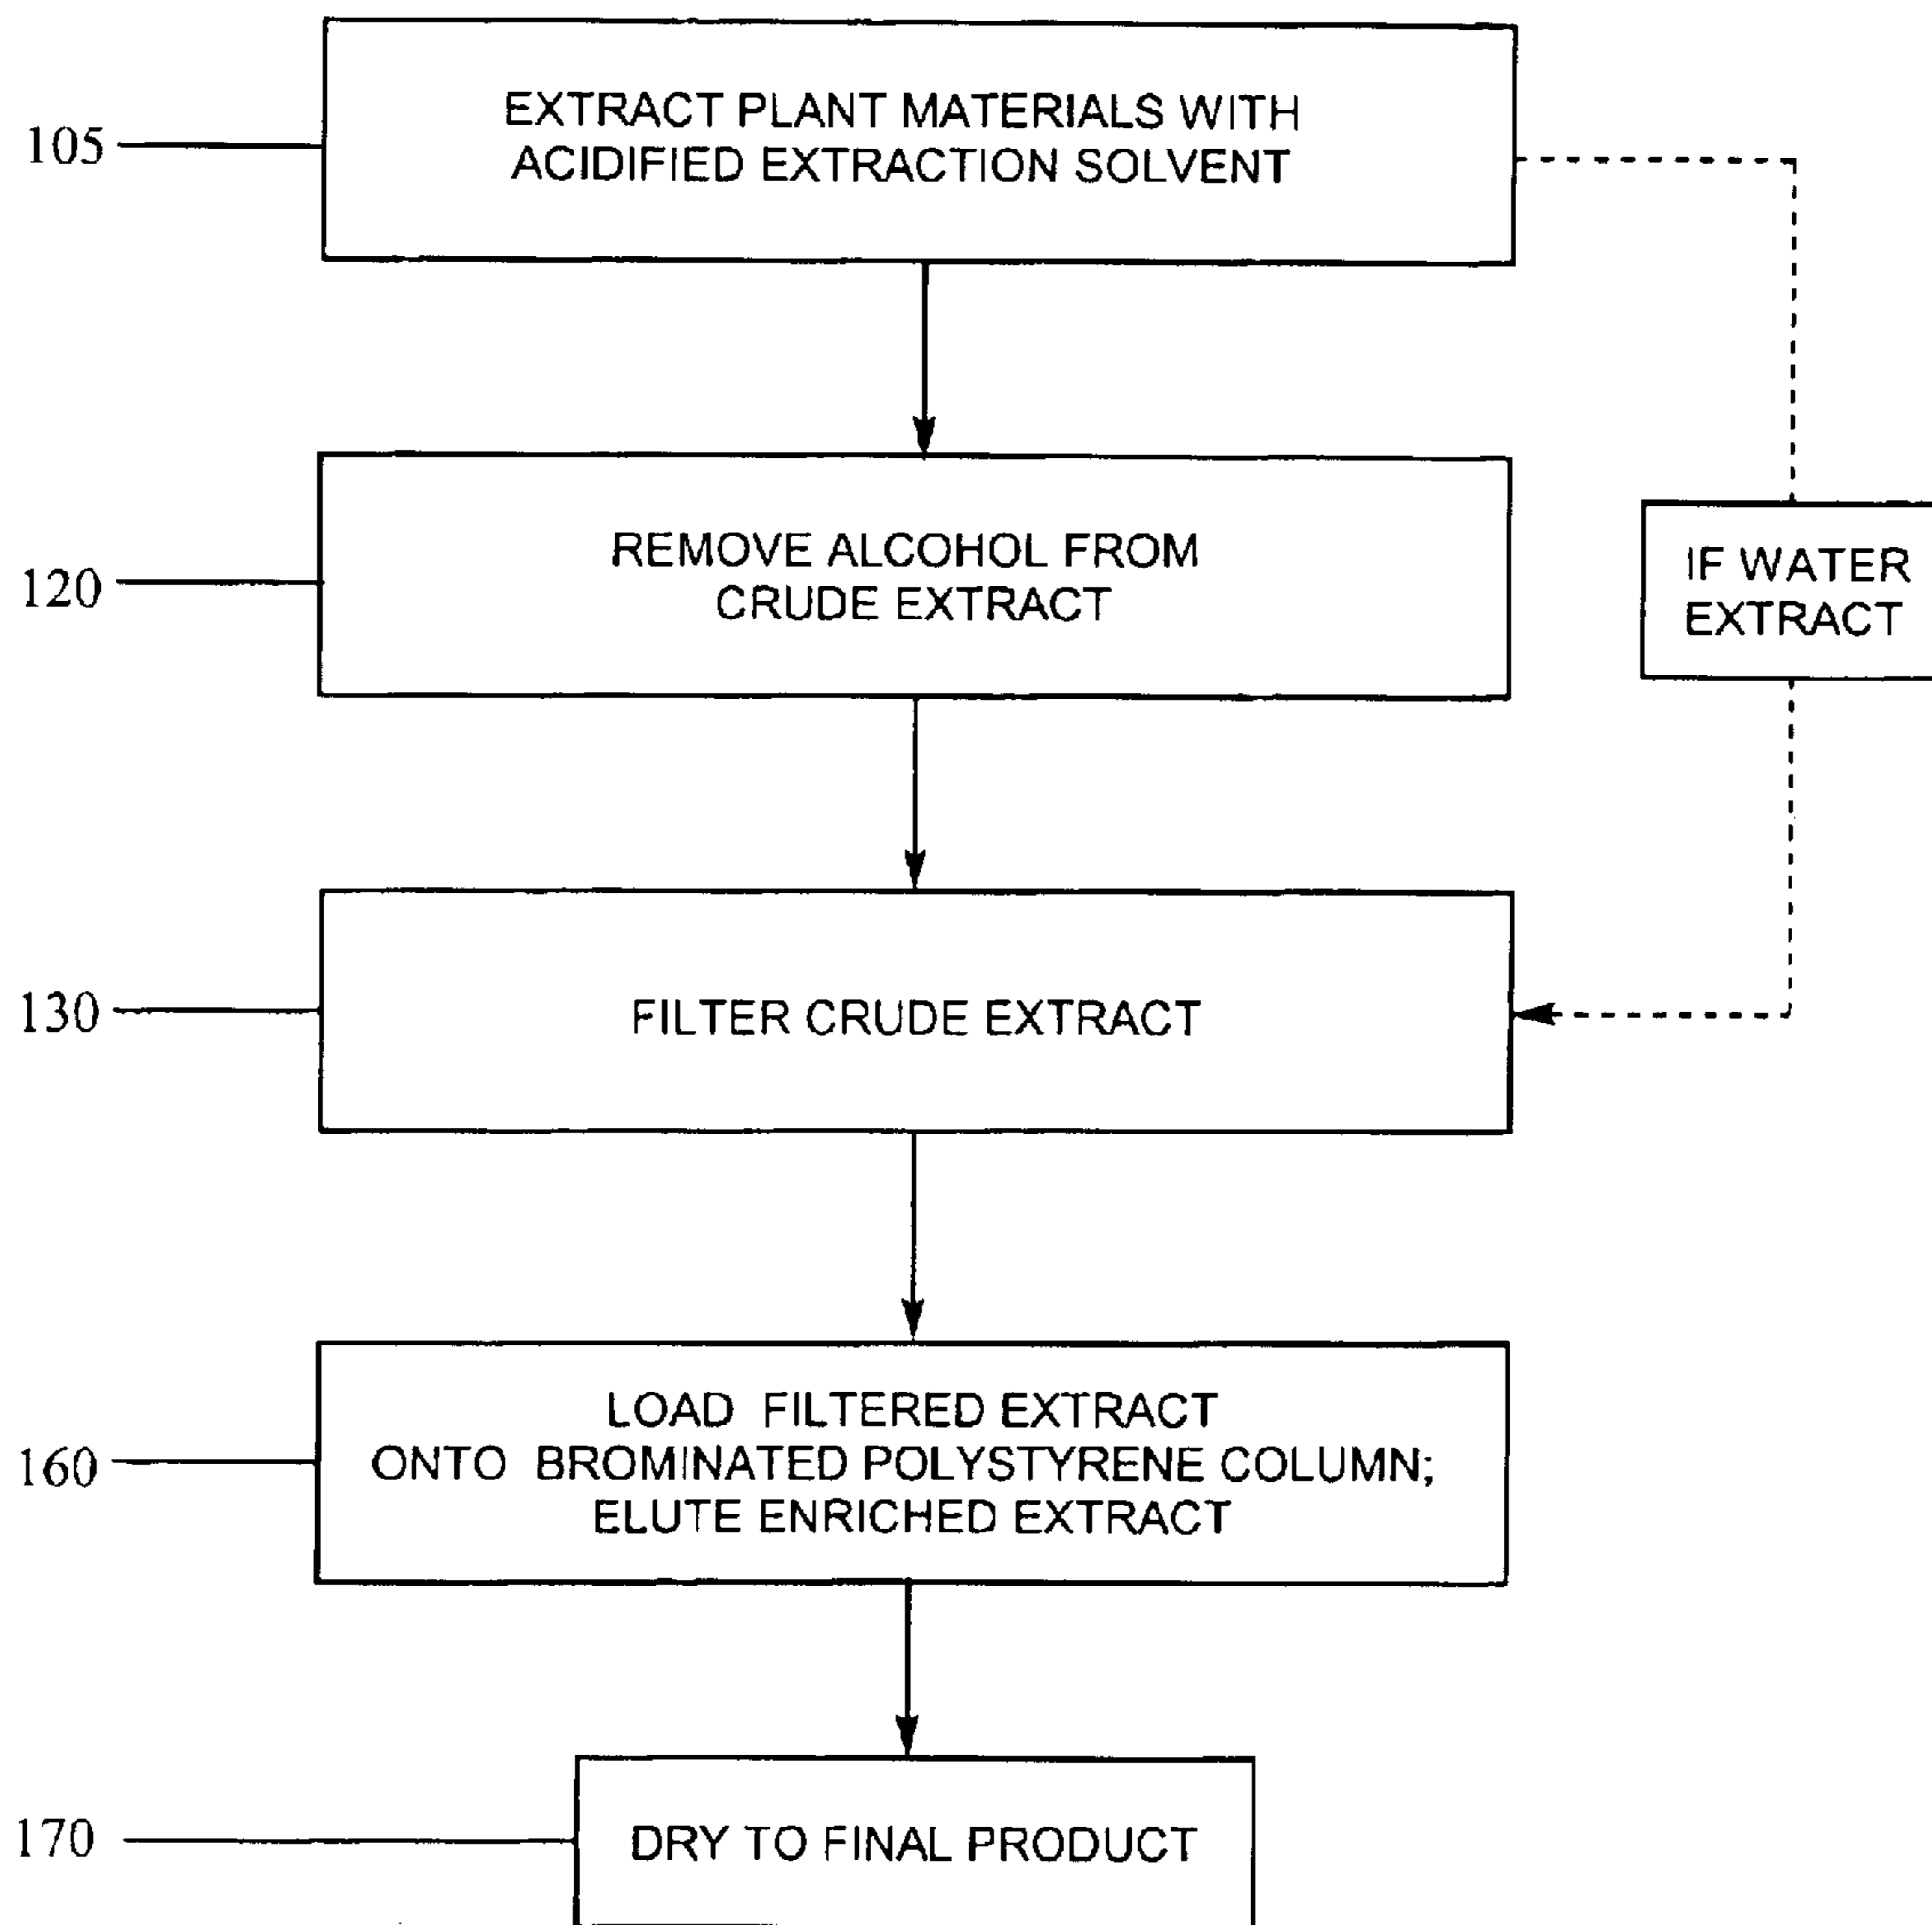 105
EXTRACT PLANT MATERIALS WITH
ACIDIFIED EXTRACTION SOLVENT
120
REMOVE ALCOHOL FROM
CRUDE EXTRACT
IF WATER
EXTRACT
130
FILTER CRUDE EXTRACT
160
LOAD FILTERED EXTRACT
ONTO BROMINATED POLYSTYRENE COLUMN;
ELUTE ENRICHED EXTRACT
170
DRY TO FINAL PRODUCT